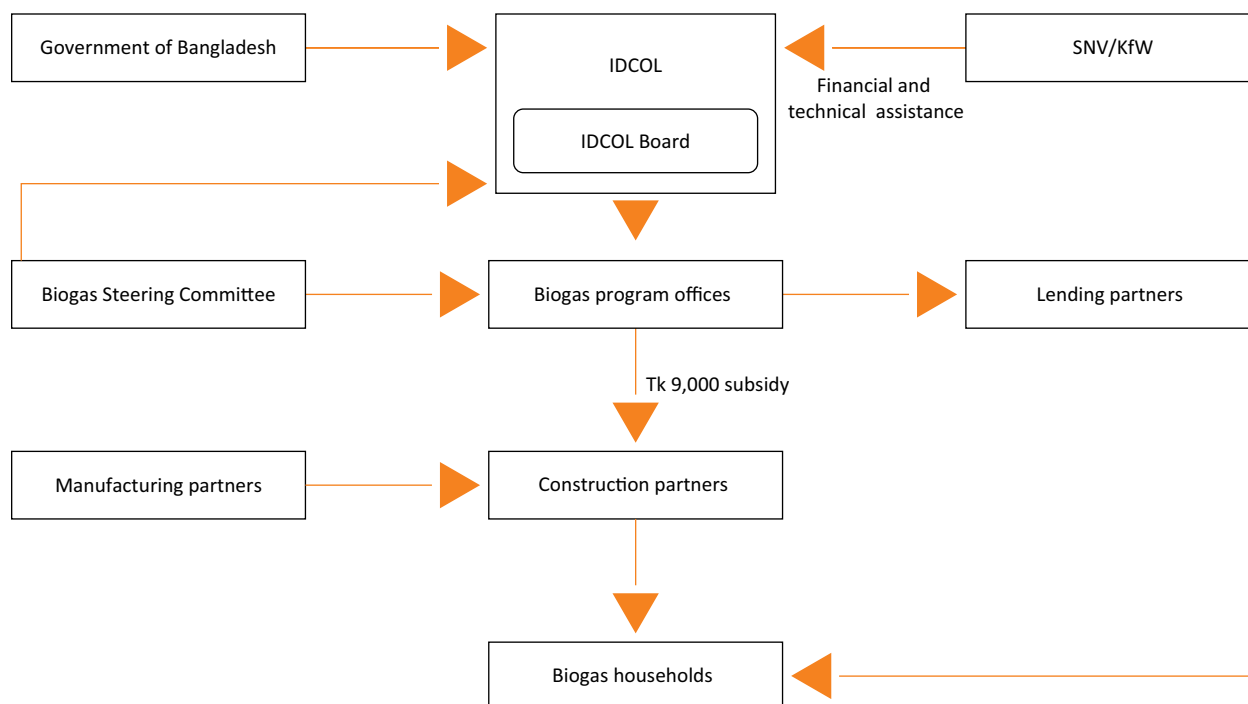 Government of Bangladesh
IDCOL
SNV/KfW
Financial and
technical assistance
IDCOL Board
Biogas Steering Committee
Biogas program offices
Lending partners
Tk 9,000 subsidy
Manufacturing partners
Construction partners
Biogas households